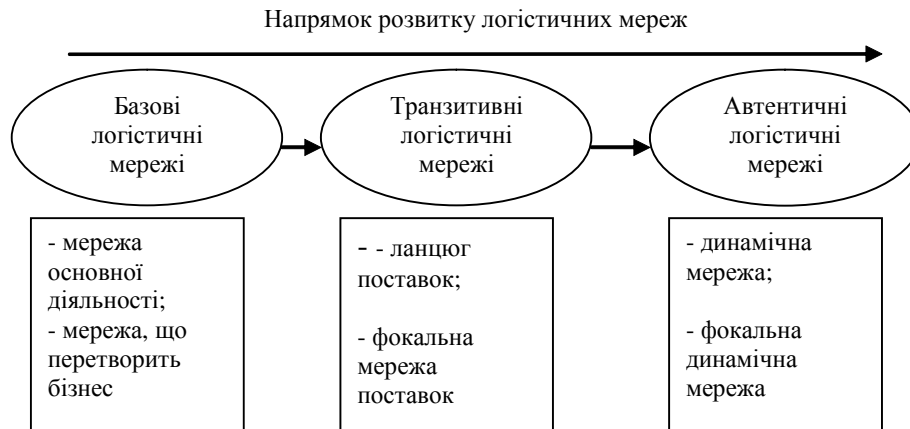 Напрямок розвитку логістичних мереж
Базові
логістичні
мережі
Транзитивні
логістичні
мережі
Автентичні
логістичні
мережі
- мережа
основної
діяльності;
- мережа, що
перетворить
бізнес
- - ланцюг
поставок;
- фокальна
мережа
поставок
- динамічна
мережа;
- фокальна
динамічна
мережа